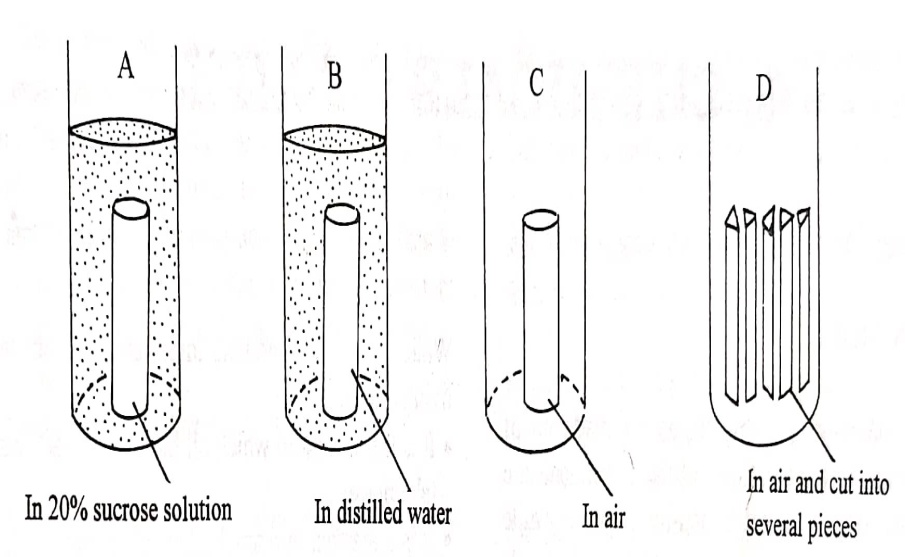 A
B
C
D
In 20% sucrose solution
In distilled water
In air
In air and cut into
several pieces